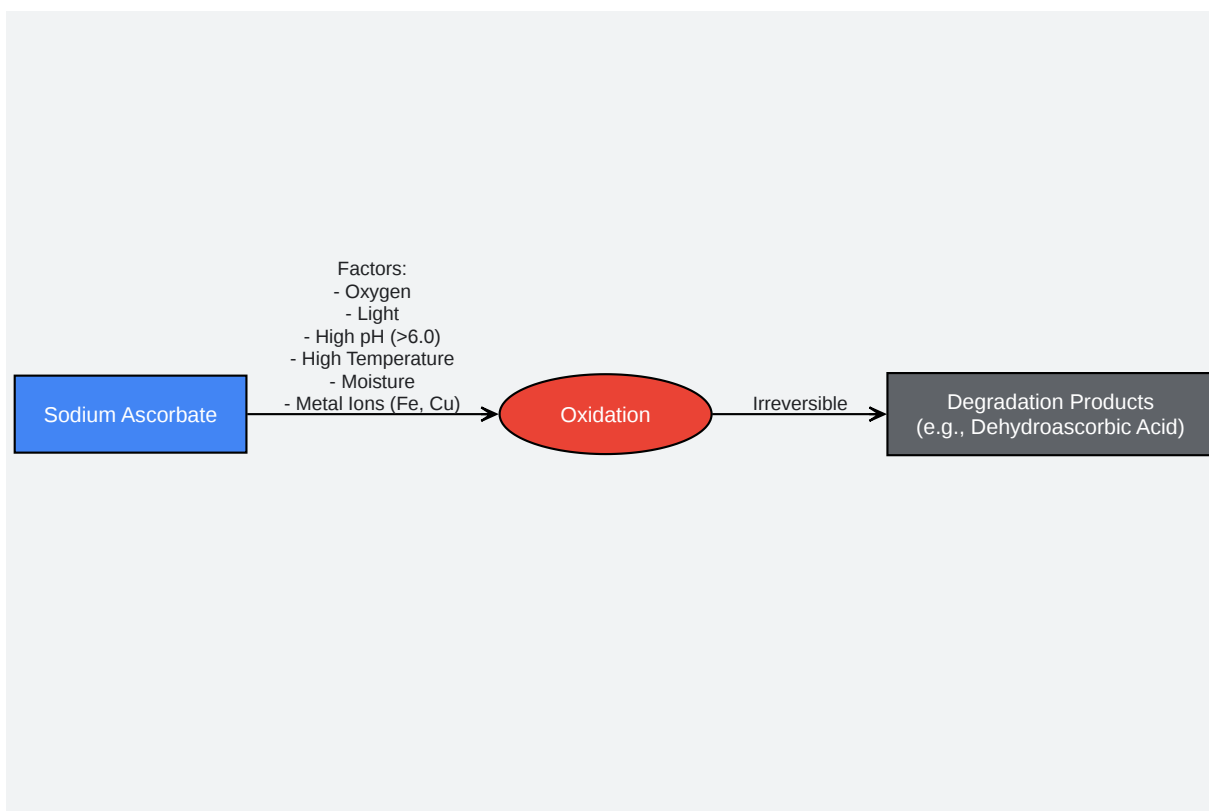 Factors:
- Oxygen
- Light
- High pH (>6.0)
- High Temperature
- Moisture
- Metal Ions (Fe, Cu)
Sodium Ascorbate
Oxidation
Irreversible
Degradation Products
(e.g., Dehydroascorbic Acid)